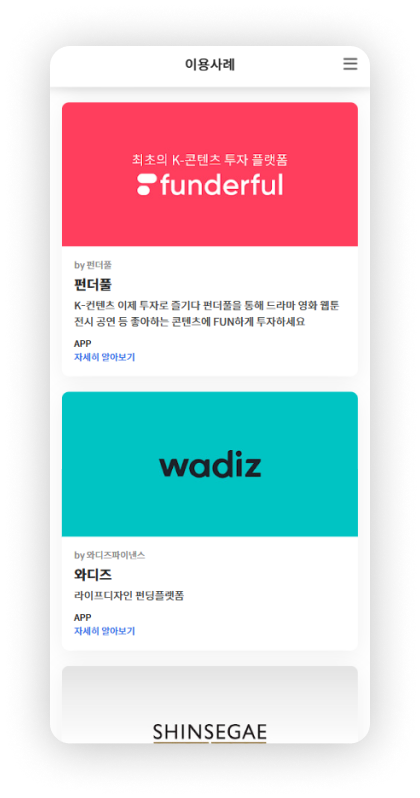 이용사례
최초의 K-콘텐츠 투자 플랫폼
funderful
by 펀더풀
펀더풀
K-컨텐츠 이제 투자로 즐기다 펀더풀을 통해 드라마 영화 웹툰
전시 공연 등 좋아하는 콘텐츠에 FUN하게 투자하세요
APP
자세히 알아보기
wadiz
by 와디즈파이낸스
와디즈
라이프디자인 펀딩플랫폼
APP
자세히 알아보기
SHINSEGAE